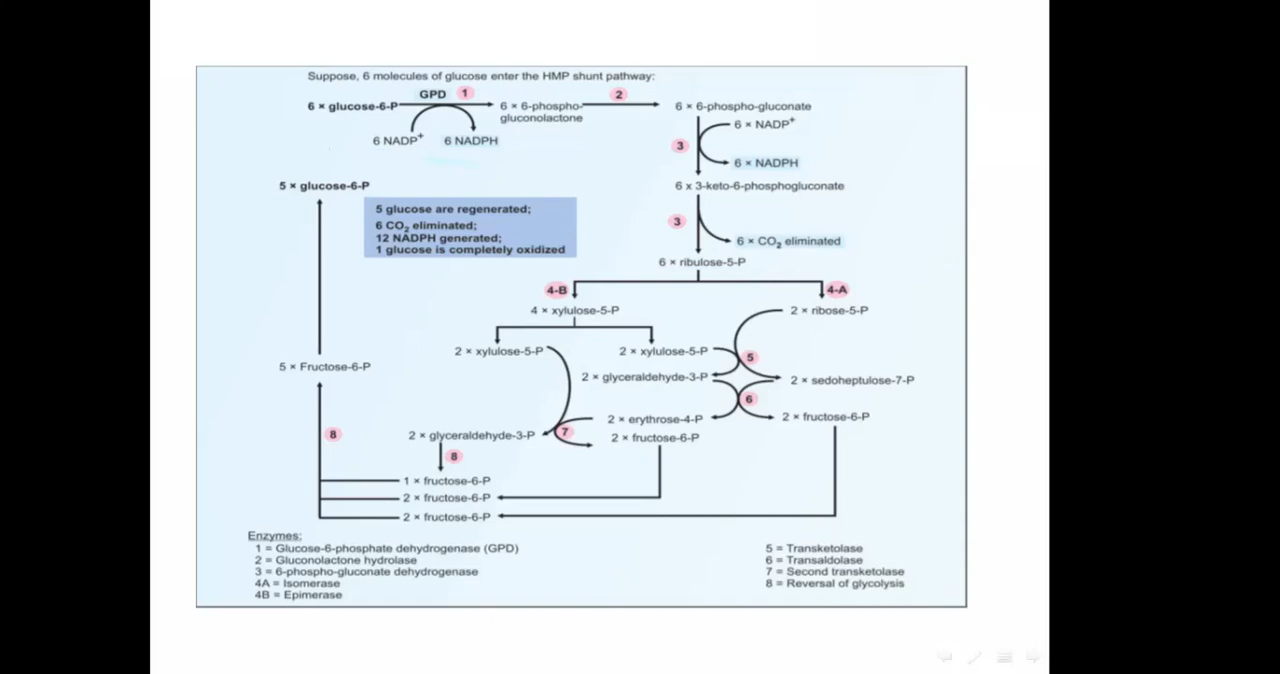 Suppose, 6 molecules of glucose enter the HMP shunt pathway:
GPD 1
2
6 × glucose-6-P
6 × 6-phospho-
gluconolactone
6 × 6-phospho-gluconate
6 NADP+
6 NADPH
6 × NADP+
3
6 × NADPH
5 × glucose-6-P
6 x 3-keto-6-phosphogluconate
5 glucose are regenerated;
6 CO2 eliminated;
12 NADPH generated;
1 glucose is completely oxidized
3
6 × CO2 eliminated
6 × ribulose-5-P
4-B
4-A
4 × xylulose-5-P
2 × ribose-5-P
2 × xylulose-5-P
2 × xylulose-5-P
5
5 × Fructose-6-P
2 × glyceraldehyde-3-P
2 × sedoheptulose-7-P
6
2 × erythrose-4-P
2 × fructose-6-P
8
2 × glyceraldehyde-3-P
7
2 × fructose-6-P
8
1 × fructose-6-P
2 × fructose-6-P
2 × fructose-6-P
Enzymes:
1 = Glucose-6-phosphate dehydrogenase (GPD)
2 = Gluconolactone hydrolase
3 = 6-phospho-gluconate dehydrogenase
4A = Isomerase
4B = Epimerase
5 = Transketolase
6 = Transaldolase
7 = Second transketolase
8 = Reversal of glycolysis